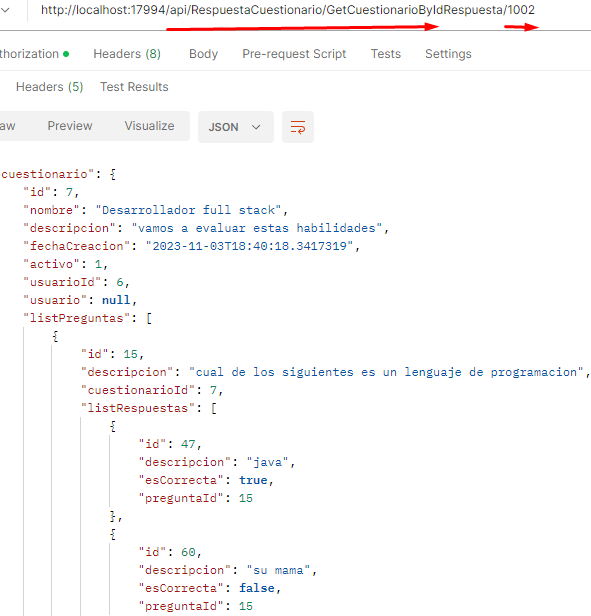 http://localhost:17994/api/RespuestaCuestionario/GetCuestionarioByIdRespuesta/1002
thorization Headers (8) Body Pre-request Script Tests Settings
Headers (5) Test Results
aw Preview Visualize JSON
cuestionario": {
"id": 7,
"nombre": "Desarrollador full stack",
"descripcion": "vamos a evaluar estas habilidades",
"fechaCreacion": "2023-11-03T18:40:18.3417319",
"activo": 1,
"usuarioId": 6,
"usuario": null,
"listPreguntas": [
{
"id": 15,
"descripcion": "cual de los siguientes es un lenguaje de programacion",
"cuestionarioId": 7,
"listRespuestas": [
{
"id": 47,
"descripcion": "java",
"esCorrecta": true,
"preguntaId": 15
},
{
"id": 60,
"descripcion": "su mama",
"esCorrecta": false,
"preguntaId": 15